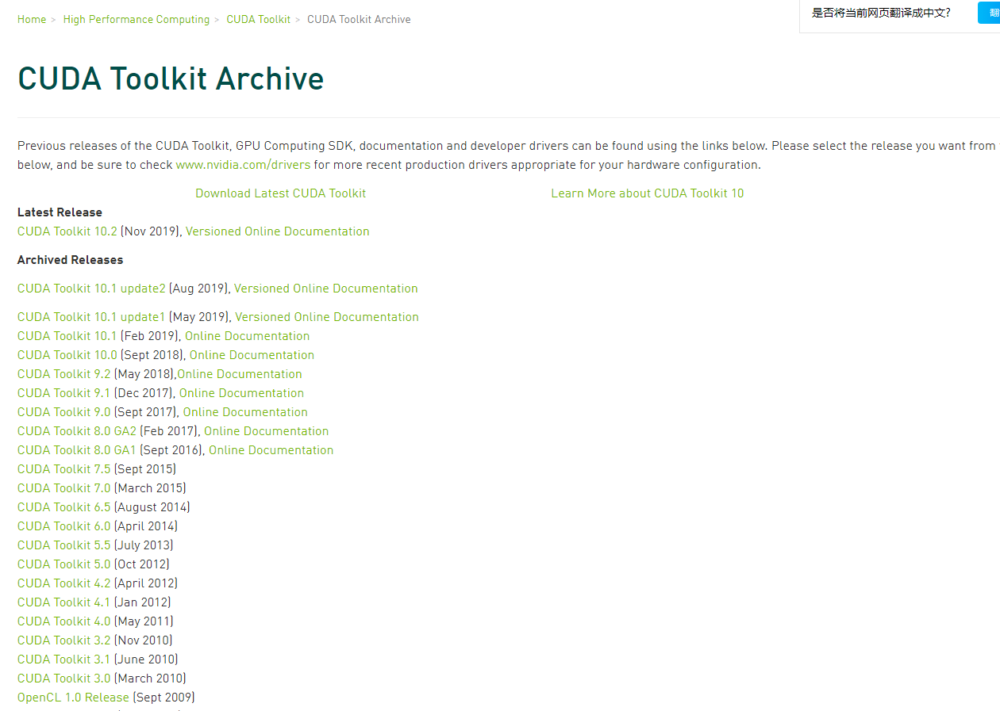 Home > High Performance Computing > CUDA Toolkit > CUDA Toolkit Archive
是否将当前网页翻译成中文?
翻
CUDA Toolkit Archive
Previous releases of the CUDA Toolkit, GPU Computing SDK, documentation and developer drivers can be found using the links below. Please select the release you want from
below, and be sure to check www.nvidia.com/drivers for more recent production drivers appropriate for your hardware configuration.
Download Latest CUDA Toolkit Learn More about CUDA Toolkit 10
Latest Release
CUDA Toolkit 10.2 (Nov 2019), Versioned Online Documentation
Archived Releases
CUDA Toolkit 10.1 update2 (Aug 2019), Versioned Online Documentation
CUDA Toolkit 10.1 update1 (May 2019), Versioned Online Documentation
CUDA Toolkit 10.1 (Feb 2019), Online Documentation
CUDA Toolkit 10.0 (Sept 2018), Online Documentation
CUDA Toolkit 9.2 (May 2018),Online Documentation
CUDA Toolkit 9.1 (Dec 2017), Online Documentation
CUDA Toolkit 9.0 (Sept 2017), Online Documentation
CUDA Toolkit 8.0 GA2 (Feb 2017), Online Documentation
CUDA Toolkit 8.0 GA1 (Sept 2016), Online Documentation
CUDA Toolkit 7.5 (Sept 2015)
CUDA Toolkit 7.0 (March 2015)
CUDA Toolkit 6.5 (August 2014)
CUDA Toolkit 6.0 (April 2014)
CUDA Toolkit 5.5 (July 2013)
CUDA Toolkit 5.0 (Oct 2012)
CUDA Toolkit 4.2 (April 2012)
CUDA Toolkit 4.1 (Jan 2012)
CUDA Toolkit 4.0 (May 2011)
CUDA Toolkit 3.2 (Nov 2010)
CUDA Toolkit 3.1 (June 2010)
CUDA Toolkit 3.0 (March 2010)
OpenCL 1.0 Release (Sept 2009)